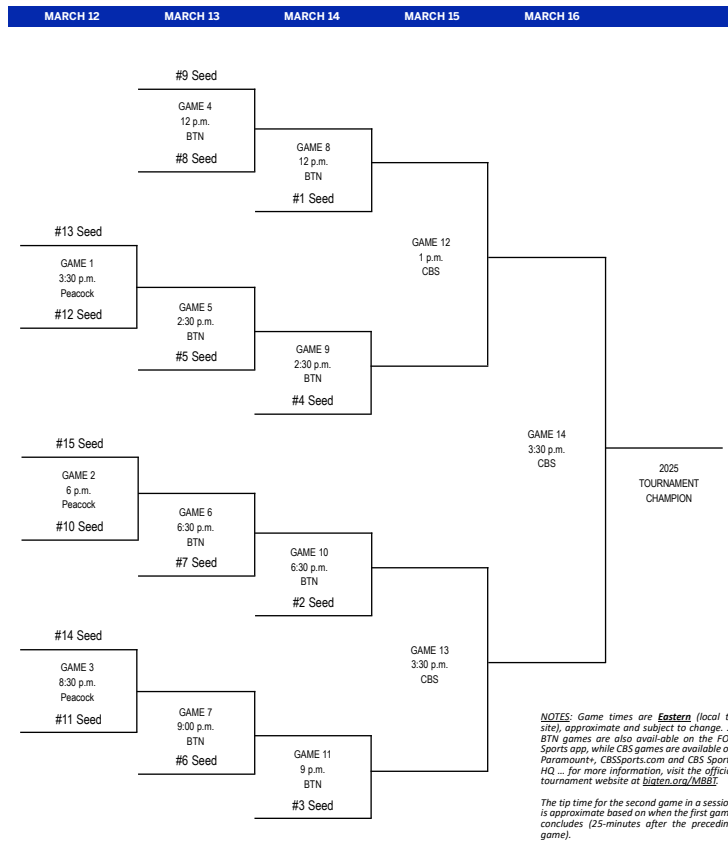 MARCH 12 MARCH 13 MARCH 14 MARCH 15 MARCH 16
#9 Seed
GAME 4
12 p.m.
BTN
#8 Seed
GAME 8
12 p.m.
BTN
#1 Seed
#13 Seed
GAME 1
3:30 p.m.
Peacock
#12 Seed
GAME 5
2:30 p.m.
BTN
#5 Seed
GAME 9
2:30 p.m.
BTN
#4 Seed
GAME 12
1 p.m.
CBS
#15 Seed
GAME 2
6 p.m.
Peacock
#10 Seed
GAME 6
6:30 p.m.
BTN
#7 Seed
GAME 10
6:30 p.m.
BTN
#2 Seed
#14 Seed
GAME 3
8:30 p.m.
Peacock
#11 Seed
GAME 7
9:00 p.m.
BTN
#6 Seed
GAME 11
9 p.m.
BTN
#3 Seed
GAME 13
3:30 p.m.
CBS
GAME 14
3:30 p.m.
CBS
2025
TOURNAMENT
CHAMPION
NOTES: Game times are Eastern (local t
site), approximate and subject to change. .
BTN games are also avail-able on the FO
Sports app, while CBS games are available o
Paramount+, CBSSports.com and CBS Sport
HQ ... for more information, visit the offici
tournament website at bigten.org/MBBT.
The tip time for the second game in a sessio
is approximate based on when the first gam
concludes (25-minutes after the precedin
game).